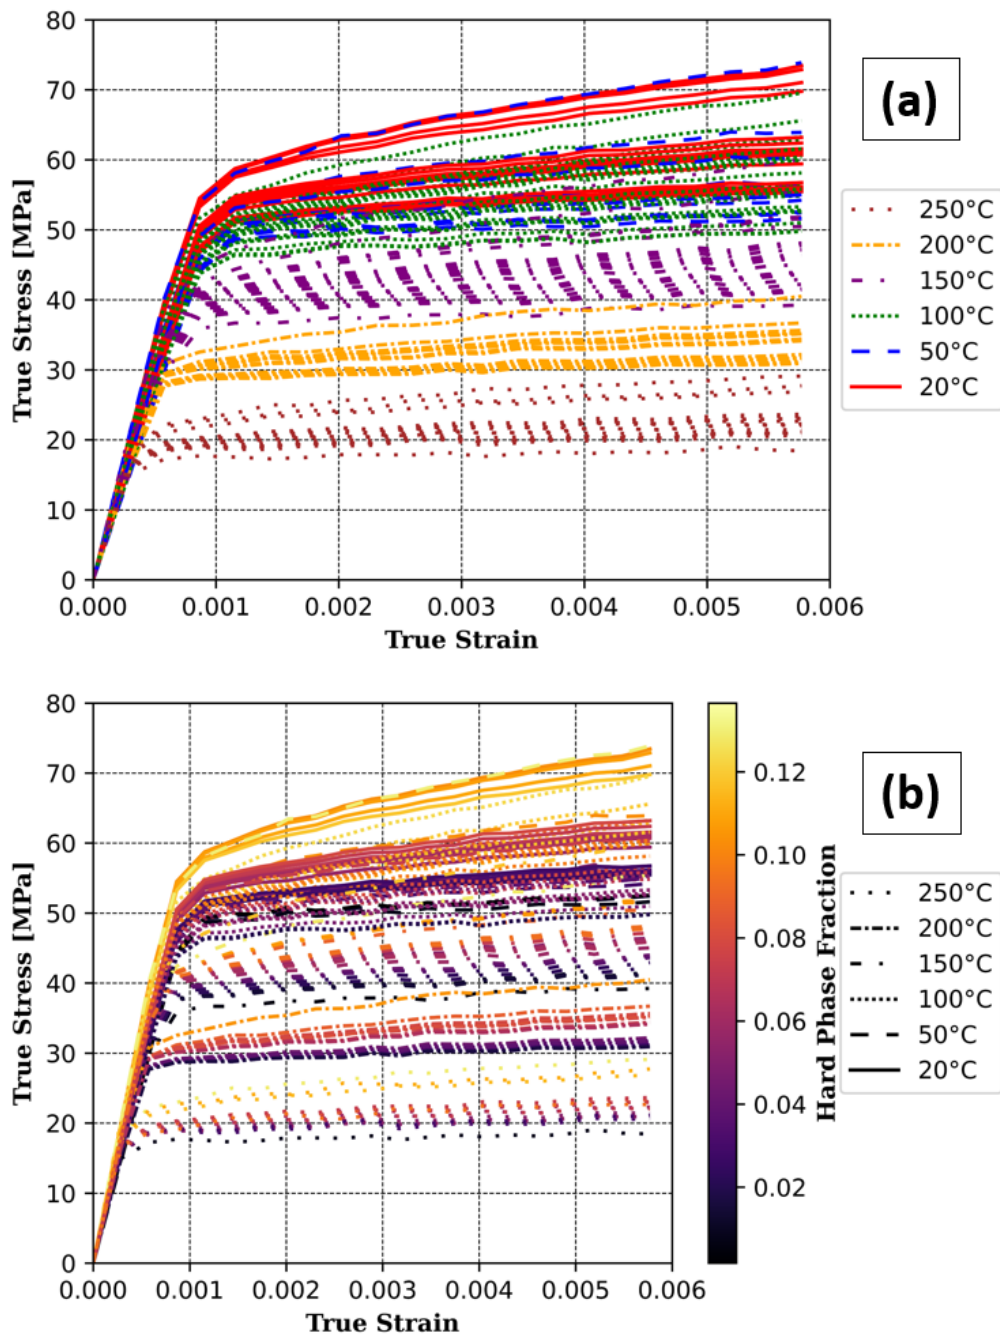 80
70
60
50
40
30
20
10
0
True Stress [MPa]
0.000 0.001 0.002 0.003 0.004 0.005 0.006
True Strain
(a)
250°C
200°C
150°C
100°C
50°C
20°C
80
70
60
50
40
30
20
10
0
True Stress [MPa]
0.000 0.001 0.002 0.003 0.004 0.005 0.006
True Strain
0.12
0.10
0.08
0.06
0.04
0.02
Hard Phase Fraction
(b)
250°C
200°C
150°C
100°C
50°C
20°C